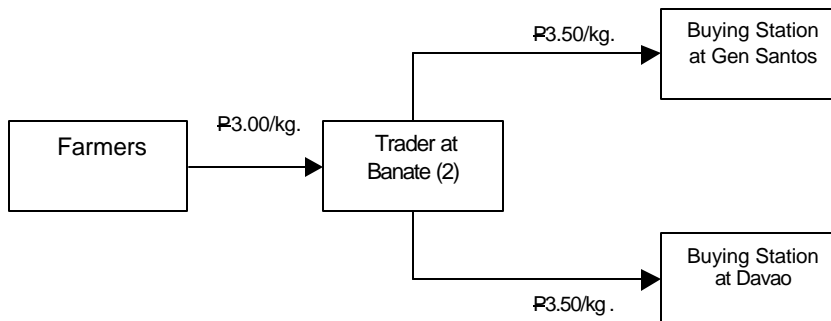 ₱3.50/kg.
Buying Station
at Gen Santos
₱3.00/kg.
Farmers
Trader at
Banate (2)
Buying Station
at Davao
₱3.50/kg .